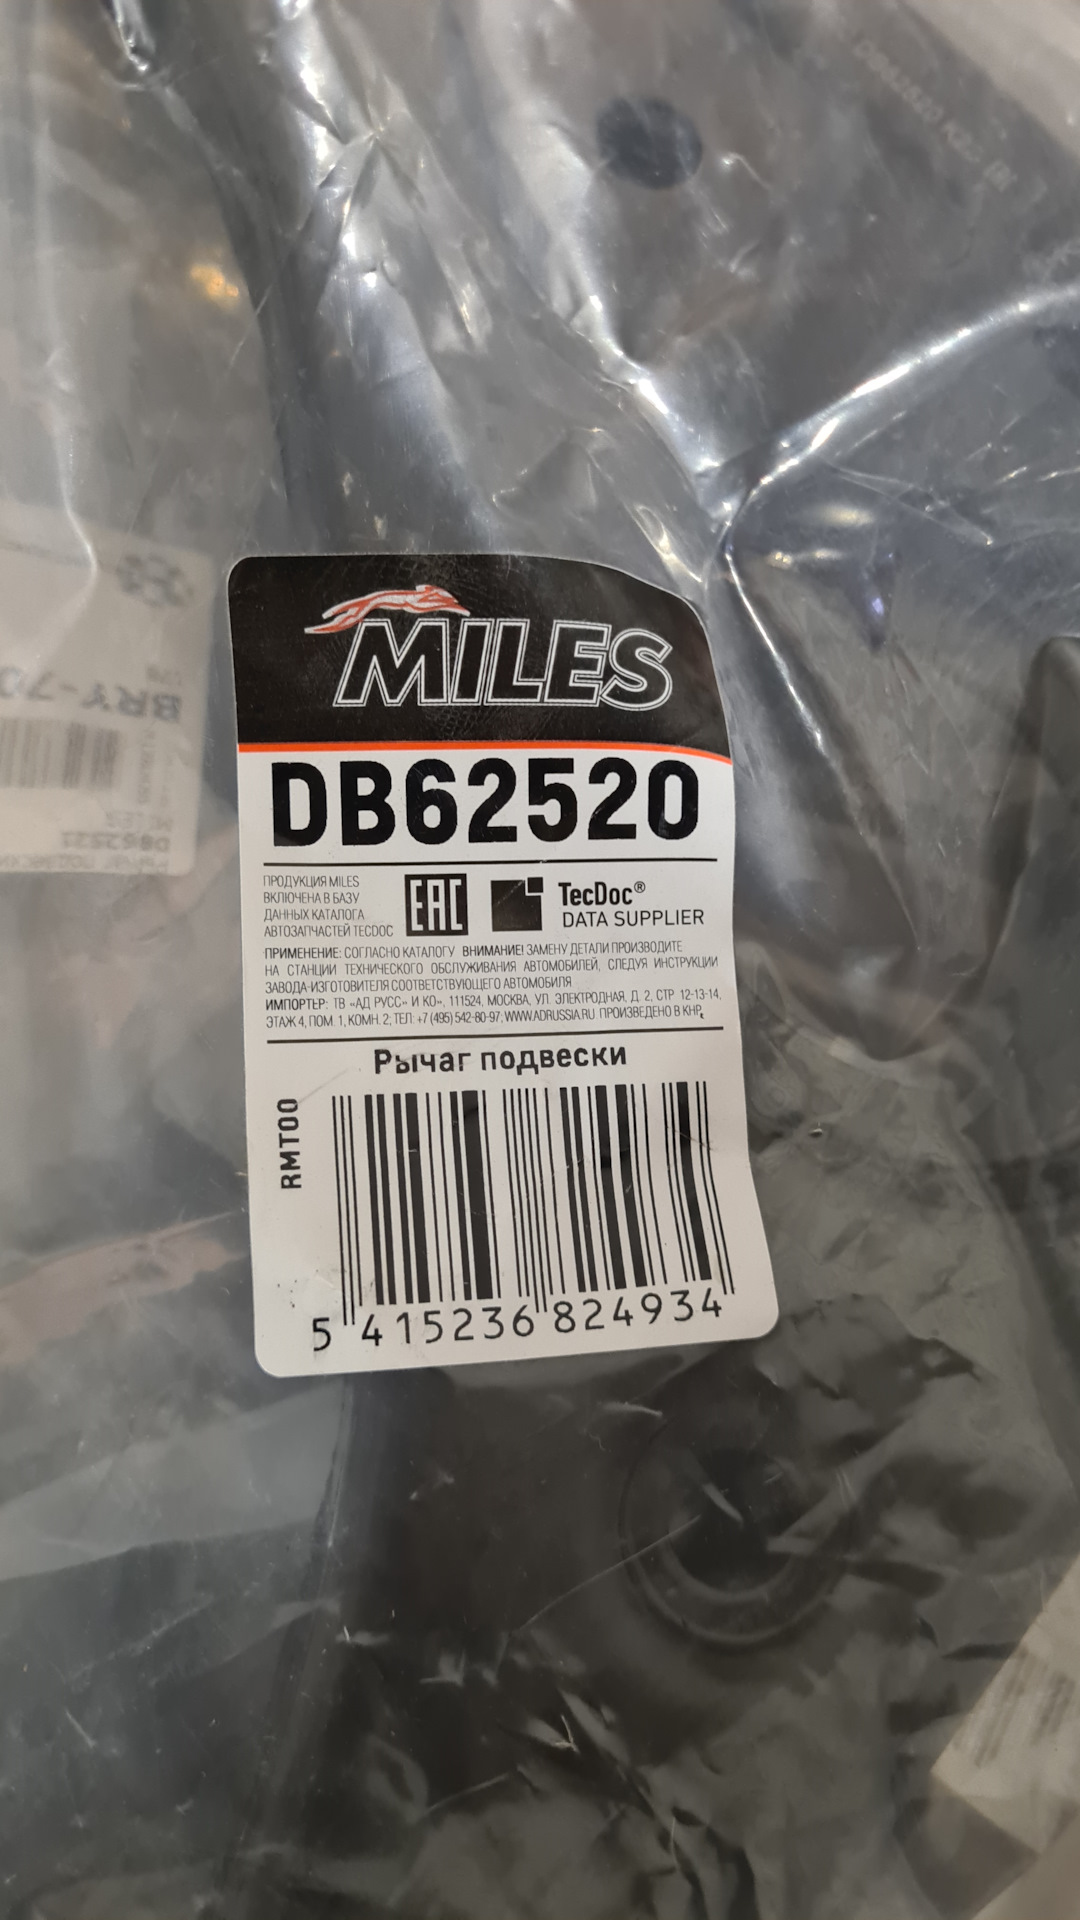 MILES
DB62520
ПРОДУКЦИЯ MILES
ВКЛЮЧЕНА В БАЗУ
ДАННЫХ КАТАЛОГА
АВТОЗАПЧАСТЕЙ TECDOC
EAC
TecDoc®
DATA SUPPLIER
ПРИМЕНЕНИЕ: СОГЛАСНО КАТАЛОГУ ВНИМАНИЕ! ЗАМЕНУ ДЕТАЛИ ПРОИЗВОДИТЕ
НА СТАНЦИИ ТЕХНИЧЕСКОГО ОБСЛУЖИВАНИЯ АВТОМОБИЛЕЙ, СЛЕДУЯ ИНСТРУКЦИИ
ЗАВОДА-ИЗГОТОВИТЕЛЯ СООТВЕТСТВУЮЩЕГО АВТОМОБИЛЯ
ИМПОРТЕР: ТВ «АД РУСС» И КО», 111524, МОСКВА, УЛ. ЭЛЕКТРОДНАЯ, Д. 2, СТР. 12-13-14,
ЭТАЖ 4, ПОМ. 1, КОМН. 2; ТЕЛ: +7 (495) 542-80-97; WWW.ADRUSSIA.RU ПРОИЗВЕДЕНО В КНР
Рычаг подвески
RMT00
5 415236 824934
BRY-70
DB62521